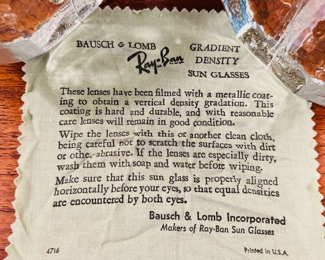 BAUSCH & LOMB
Ray-Ban
GRADIENT
DENSITY
SUN GLASSES
These lenses have been filmed with a metallic coat-
ing to obtain a vertical density gradation. This
coating is hard and durable, and with reasonable
care lenses will remain in good condition.
Wipe the lenses with this or another clean cloth,
being careful not to scratch the surfaces with dirt
or other abrasive. If the lenses are especially dirty,
wash them with soap and water before wiping.
Make sure that this sun glass is properly aligned
horizontally before your eyes, so that equal densities
are encountered by both eyes.
Bausch & Lomb Incorporated
Makers of Ray-Ban Sun Glasses
4716
Printed in U.S.A.